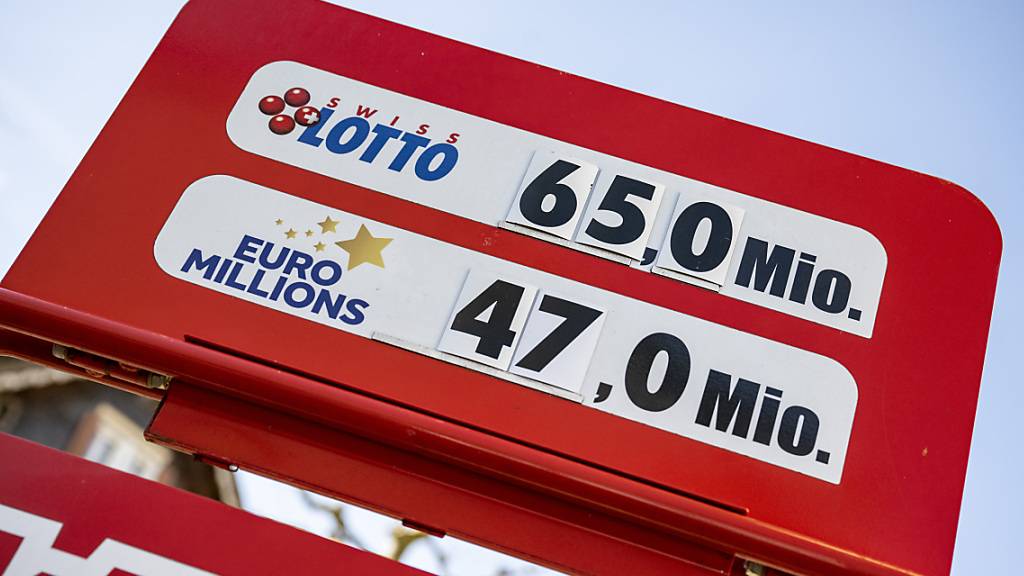 SWISS
LOTTO
65,0 Mio.
EURO
MILLIONS
47,0 Mio.